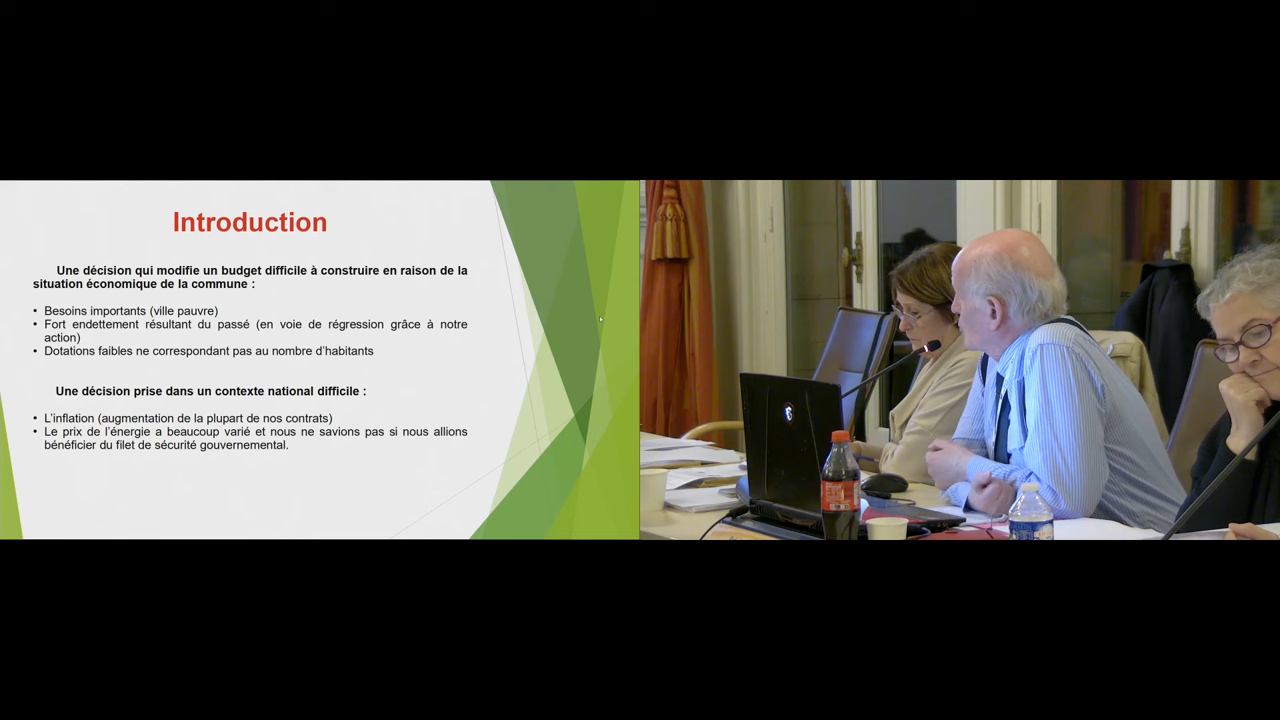 Introduction
Une décision qui modifie un budget difficile à construire en raison de la
situation économique de la commune :
• Besoins importants (ville pauvre)
• Fort endettement résultant du passé (en voie de régression grâce à notre
action)
• Dotations faibles ne correspondant pas au nombre d’habitants
Une décision prise dans un contexte national difficile :
• L’inflation (augmentation de la plupart de nos contrats)
• Le prix de l’énergie a beaucoup varié et nous ne savions pas si nous allions
bénéficier du filet de sécurité gouvernemental.